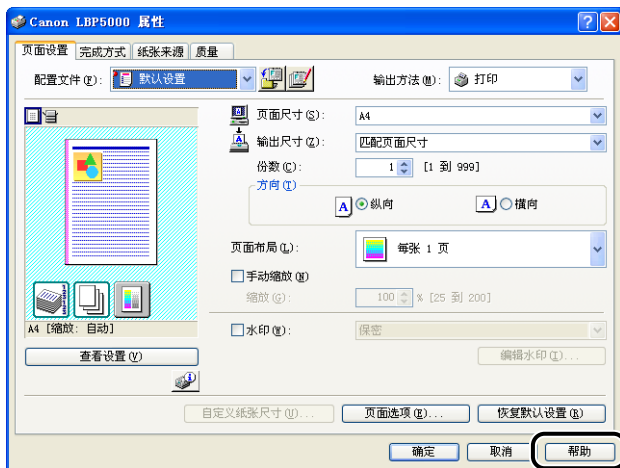 Canon LBP5000 属性
页面设置 完成方式 纸张来源 质量
配置文件(F): 默认设置 输出方法(M): 打印
页面尺寸(S): A4
输出尺寸(Z): 匹配页面尺寸
份数(C): 1 [1 到 999]
方向(T)
A 纵向 A 横向
页面布局(L): 每张 1 页
手动缩放(N)
缩放(G): 100 % [25 到 200]
A4 [缩放: 自动]
水印(W): 保密
查看设置(V) 编辑水印(I)...
自定义纸张尺寸(U)... 页面选项(E)... 恢复默认设置(R)
确定 取消 帮助